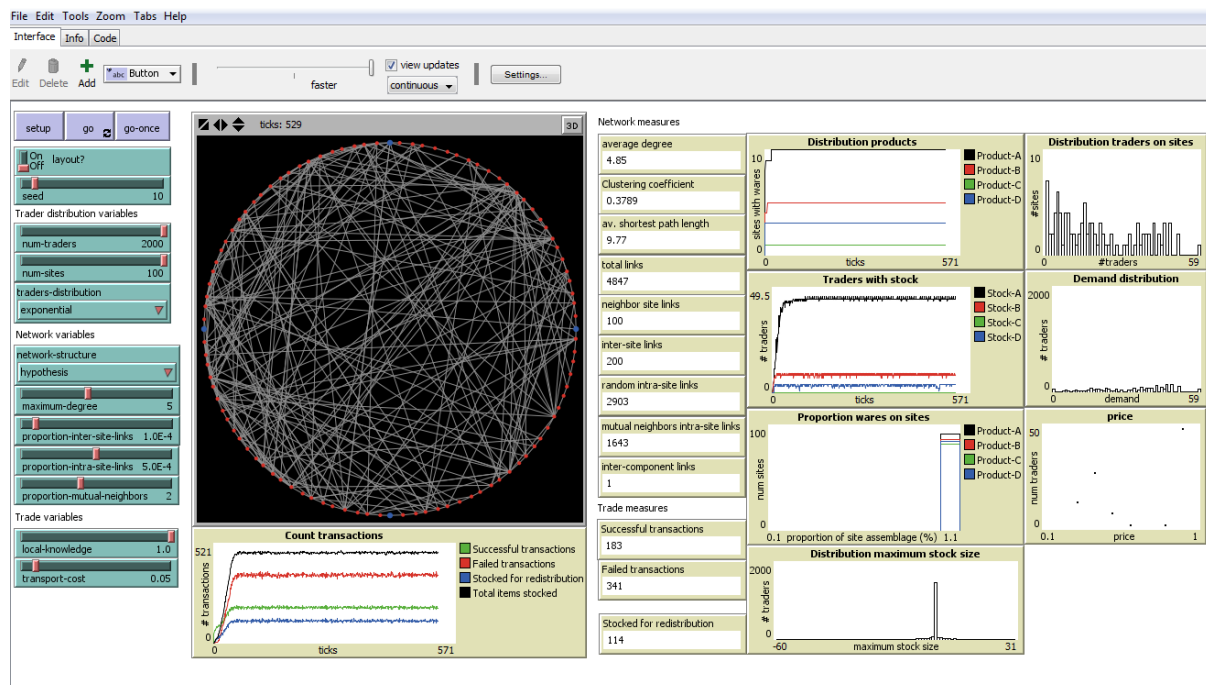 File Edit Tools Zoom Tabs Help
Interface Info Code
Edit Delete Add
abc Button
faster
view updates
continuous
Settings...
setup go go-once
On
Off
layout?
seed 10
Trader distribution variables
num-traders 2000
num-sites 100
traders-distribution
exponential
Network variables
network-structure
hypothesis
maximum-degree 5
proportion-inter-site-links 1.0E-4
proportion-intra-site-links 5.0E-4
proportion-mutual-neighbors 2
Trade variables
local-knowledge 1.0
transport-cost 0.05
ticks: 529
3D
Count transactions
521
# transactions
0
0 ticks 571
Successful transactions
Failed transactions
Stocked for redistribution
Total items stocked
Network measures
average degree
4.85
Clustering coefficient
0.3789
av. shortest path length
9.77
total links
4847
neighbor site links
100
inter-site links
200
random intra-site links
2903
mutual neighbors intra-site links
1643
inter-component links
1
Trade measures
Successful transactions
183
Failed transactions
341
Stocked for redistribution
114
Distribution products
10
sites with wares
0
0 ticks 571
Product-A
Product-B
Product-C
Product-D
Traders with stock
49.5
# traders
0
0 ticks 571
Stock-A
Stock-B
Stock-C
Stock-D
Proportion wares on sites
100
num sites
0
0.1 proportion of site assemblage (%) 1.1
Product-A
Product-B
Product-C
Product-D
Distribution maximum stock size
2000
# traders
0
-60 maximum stock size 31
Distribution traders on sites
10
#sites
0
0 #traders 59
Demand distribution
2000
# traders
0
0 demand 59
price
50
num traders
0
0.1 price 1